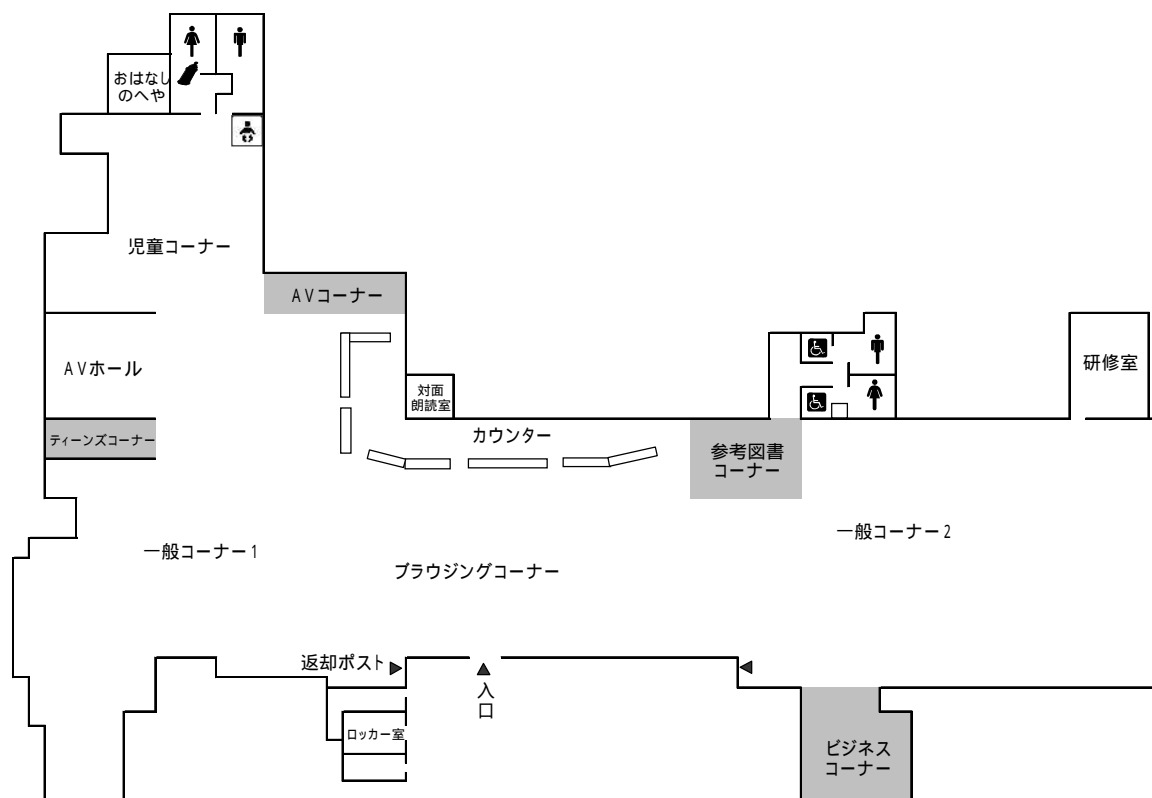 おはなし
のへや
児童コーナー
AVコーナー
AVホール
研修室
対面
朗読室
ティーンズコーナー
カウンター
参考図書
コーナー
一般コーナー1
一般コーナー2
ブラウジングコーナー
返却ポスト
入
口
ロッカー室
ビジネス
コーナー